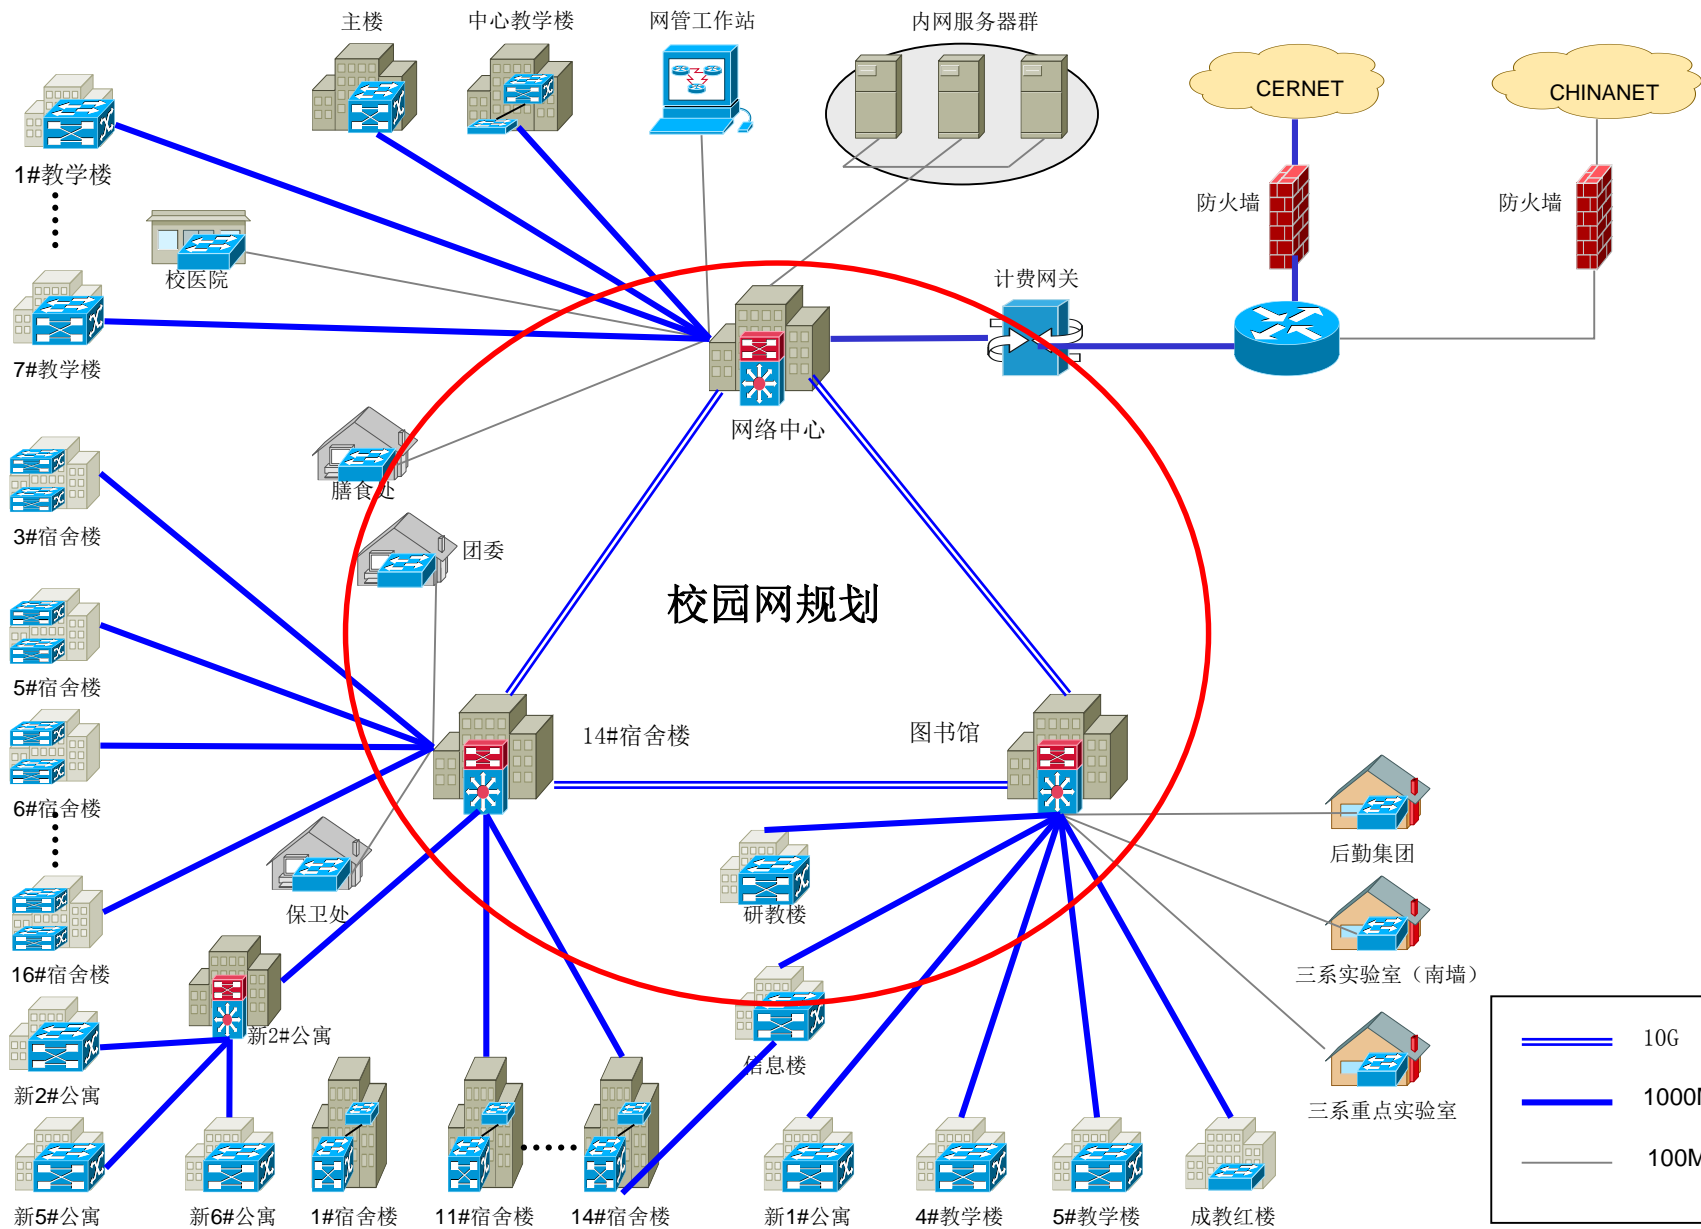 主楼
中心教学楼
网管工作站
内网服务器群
CERNET
CHINANET
1#教学楼
防火墙
防火墙
校医院
计费网关
7#教学楼
网络中心
膳食处
3#宿舍楼
团委
校园网规划
5#宿舍楼
14#宿舍楼
图书馆
6#宿舍楼
后勤集团
保卫处
研教楼
16#宿舍楼
三系实验室（南墙）
新2#公寓
10G
信息楼
新2#公寓
1000M
三系重点实验室
100M
新5#公寓
新6#公寓
1#宿舍楼
11#宿舍楼
14#宿舍楼
新1#公寓
4#教学楼
5#教学楼
成教红楼